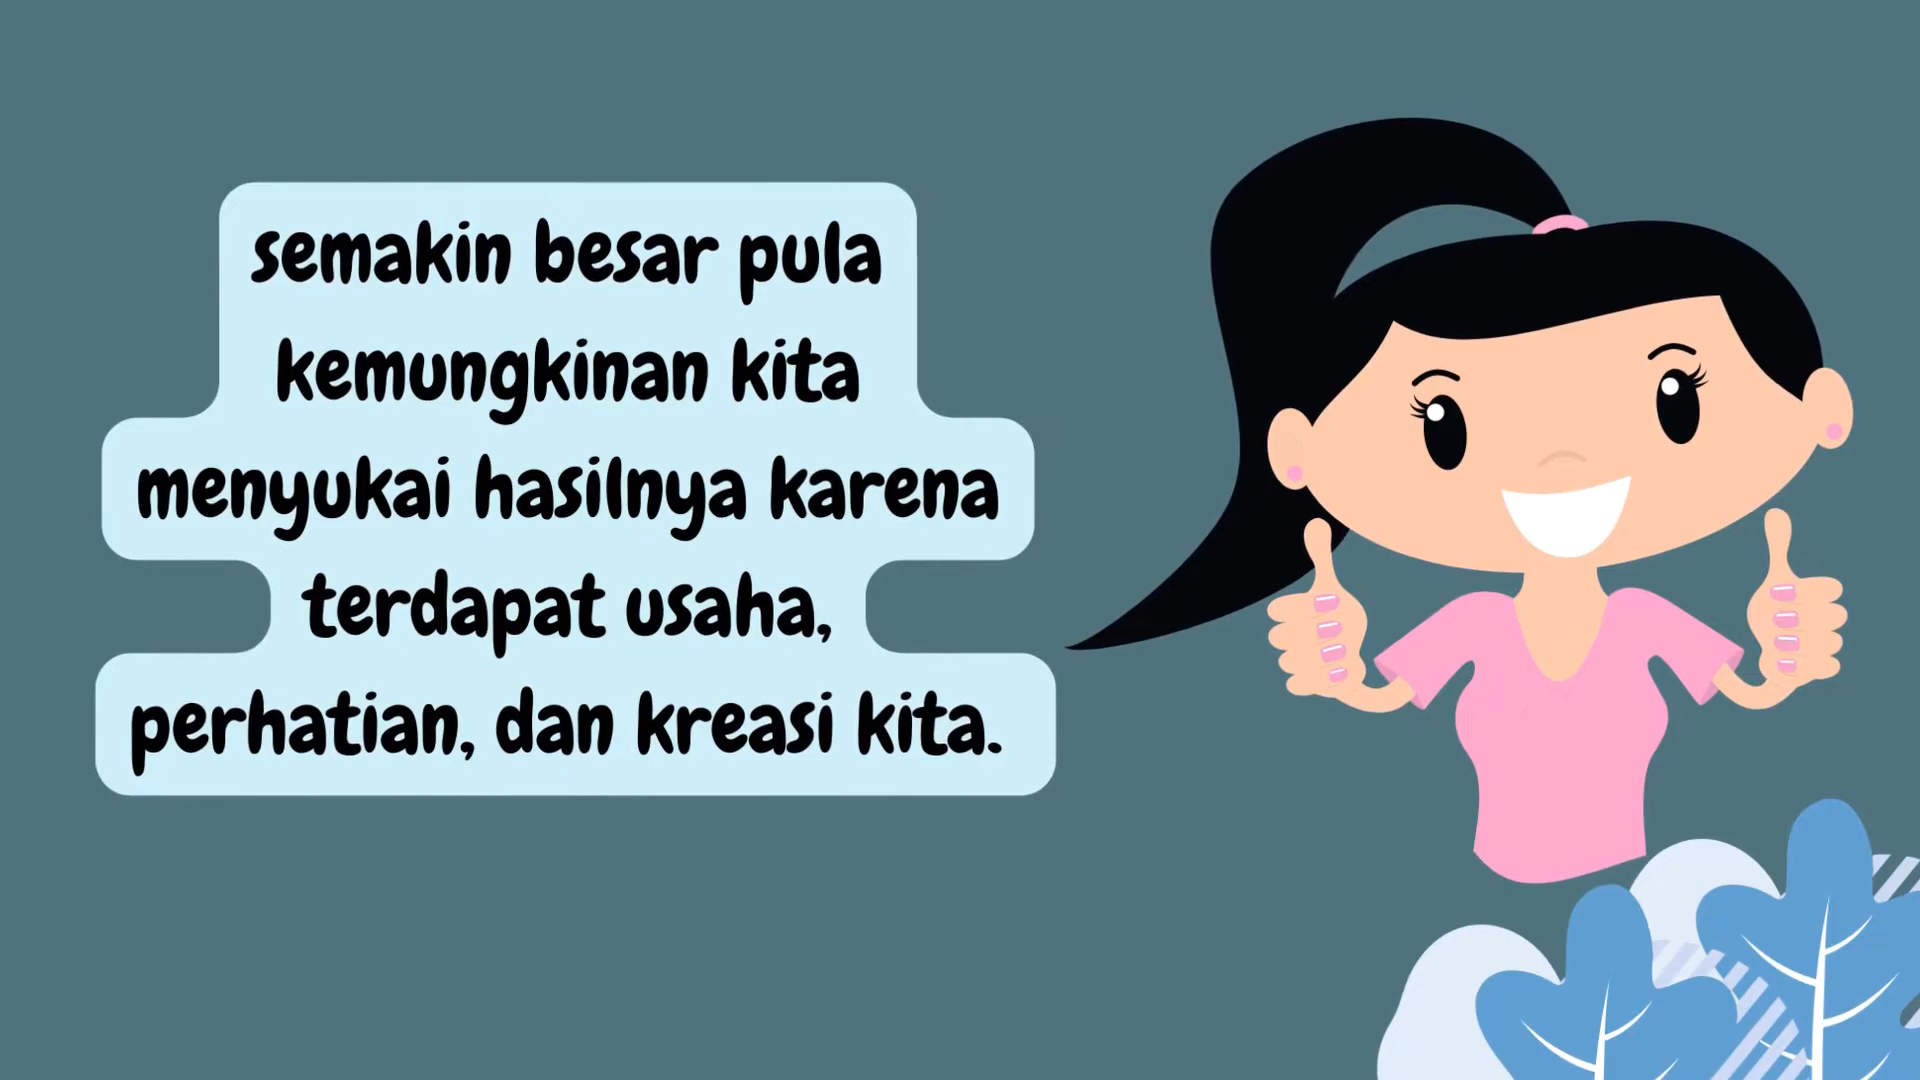 semakin besar pula
kemungkinan kita
menyukai hasilnya karena
terdapat usaha,
perhatian, dan kreasi kita.